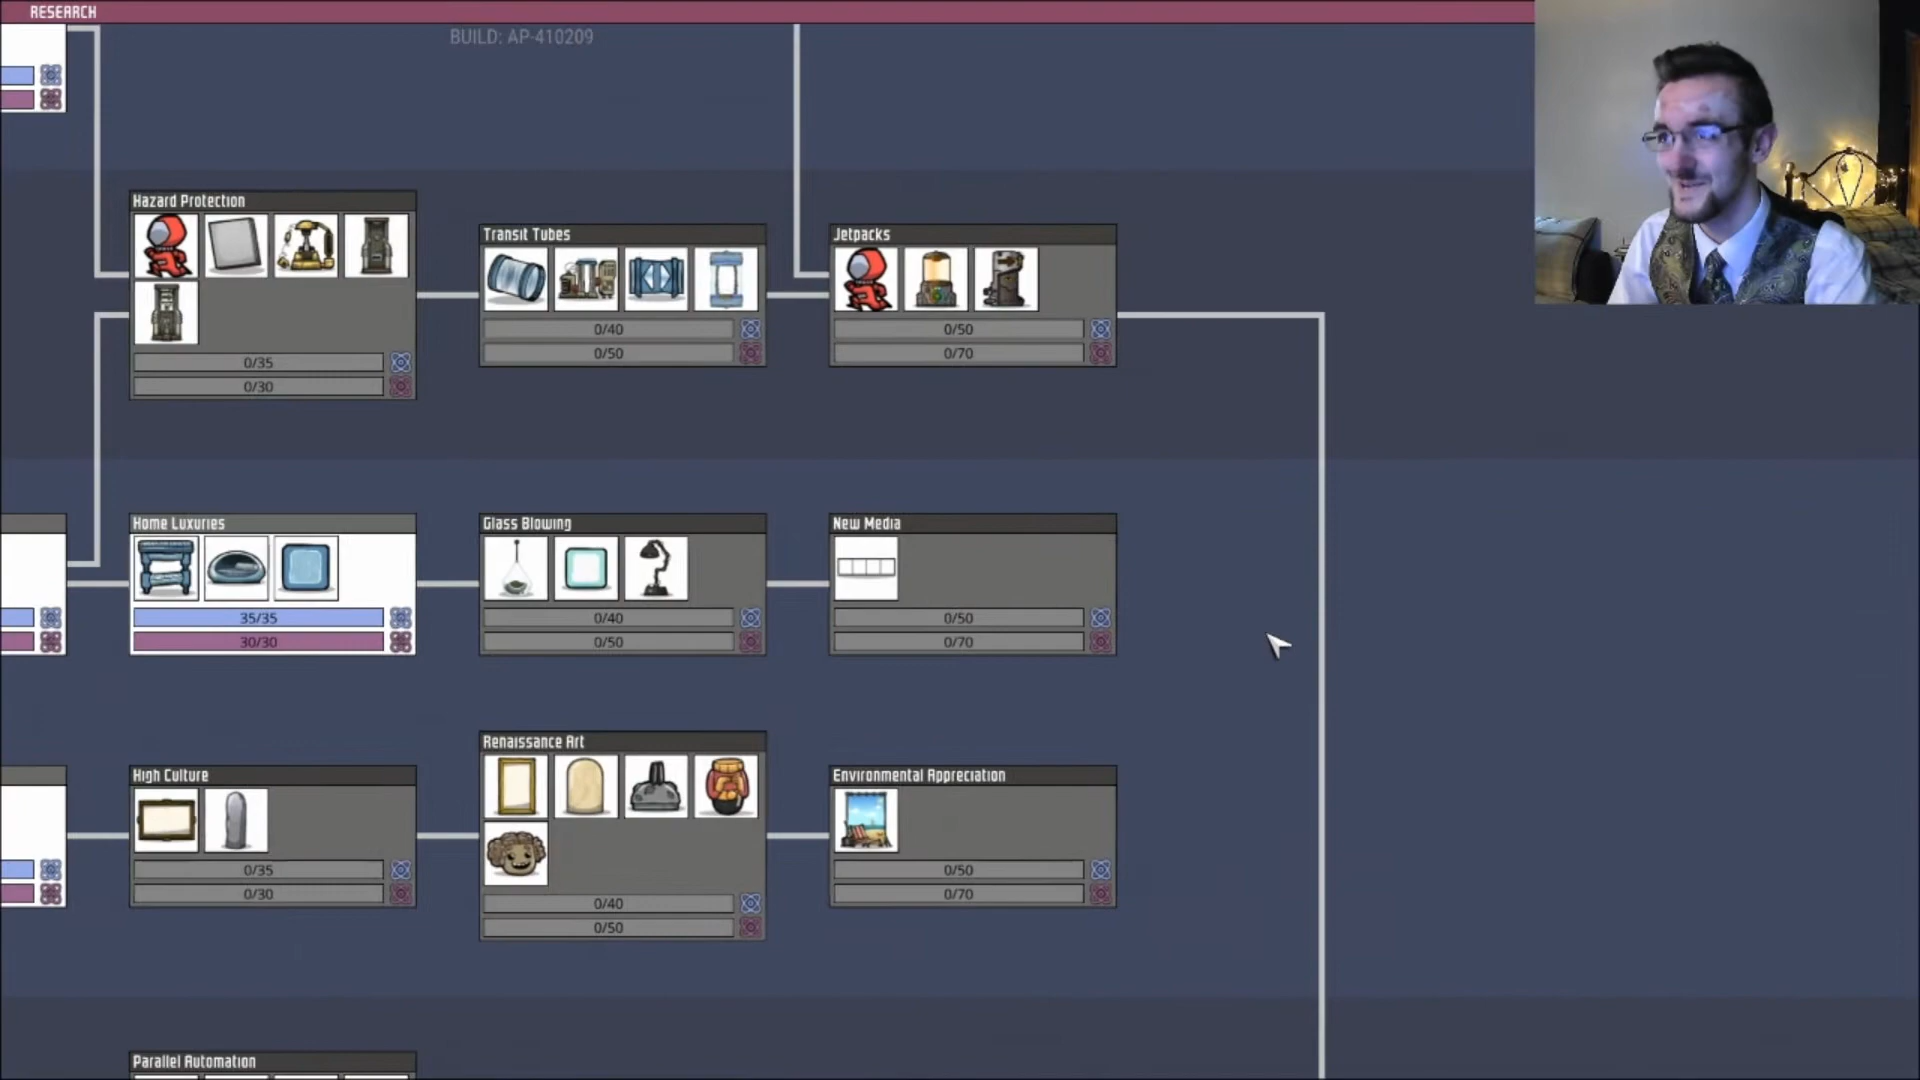 RESEARCH
BUILD: AP-410209
Hazard Protection
0/35
0/30
Transit Tubes
0/40
0/50
Jetpacks
0/50
0/70
Home Luxuries
35/35
30/30
Glass Blowing
0/40
0/50
New Media
0/50
0/70
High Culture
0/35
0/30
Renaissance Art
0/40
0/50
Environmental Appreciation
0/50
0/70
Parallel Automation